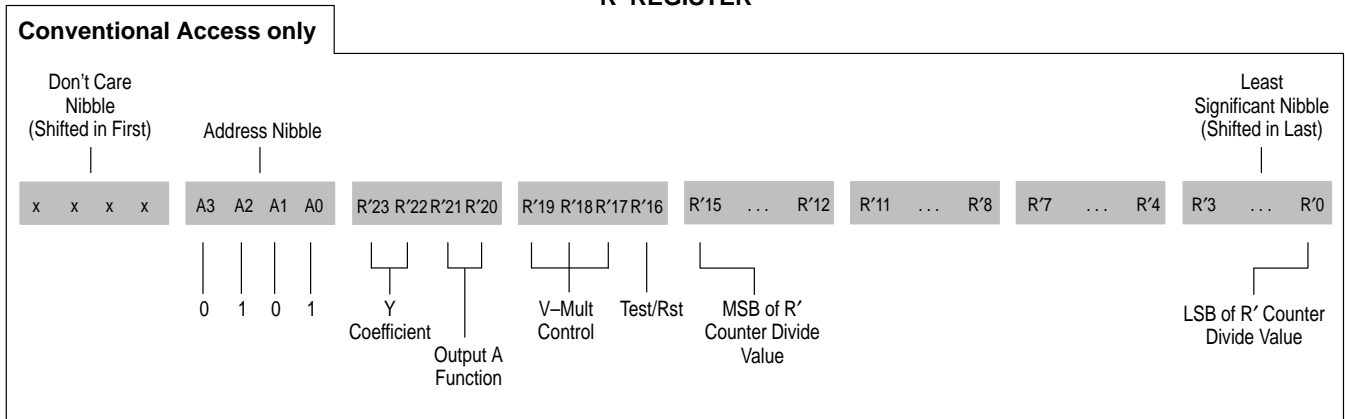 R′ REGISTER
Conventional Access only
Don't Care
Nibble
(Shifted in First)
Address Nibble
Least
Significant Nibble
(Shifted in Last)
x x x x A3 A2 A1 A0 R′23 R′22 R′21 R′20 R′19 R′18 R′17 R′16 R′15 ... R′12 R′11 ... R′8 R′7 ... R′4 R′3 ... R′0
0 1 0 1
Y
Coefficient
Output A
Function
V–Mult
Control
Test/Rst
MSB of R′
Counter Divide
Value
LSB of R′ Counter
Divide Value